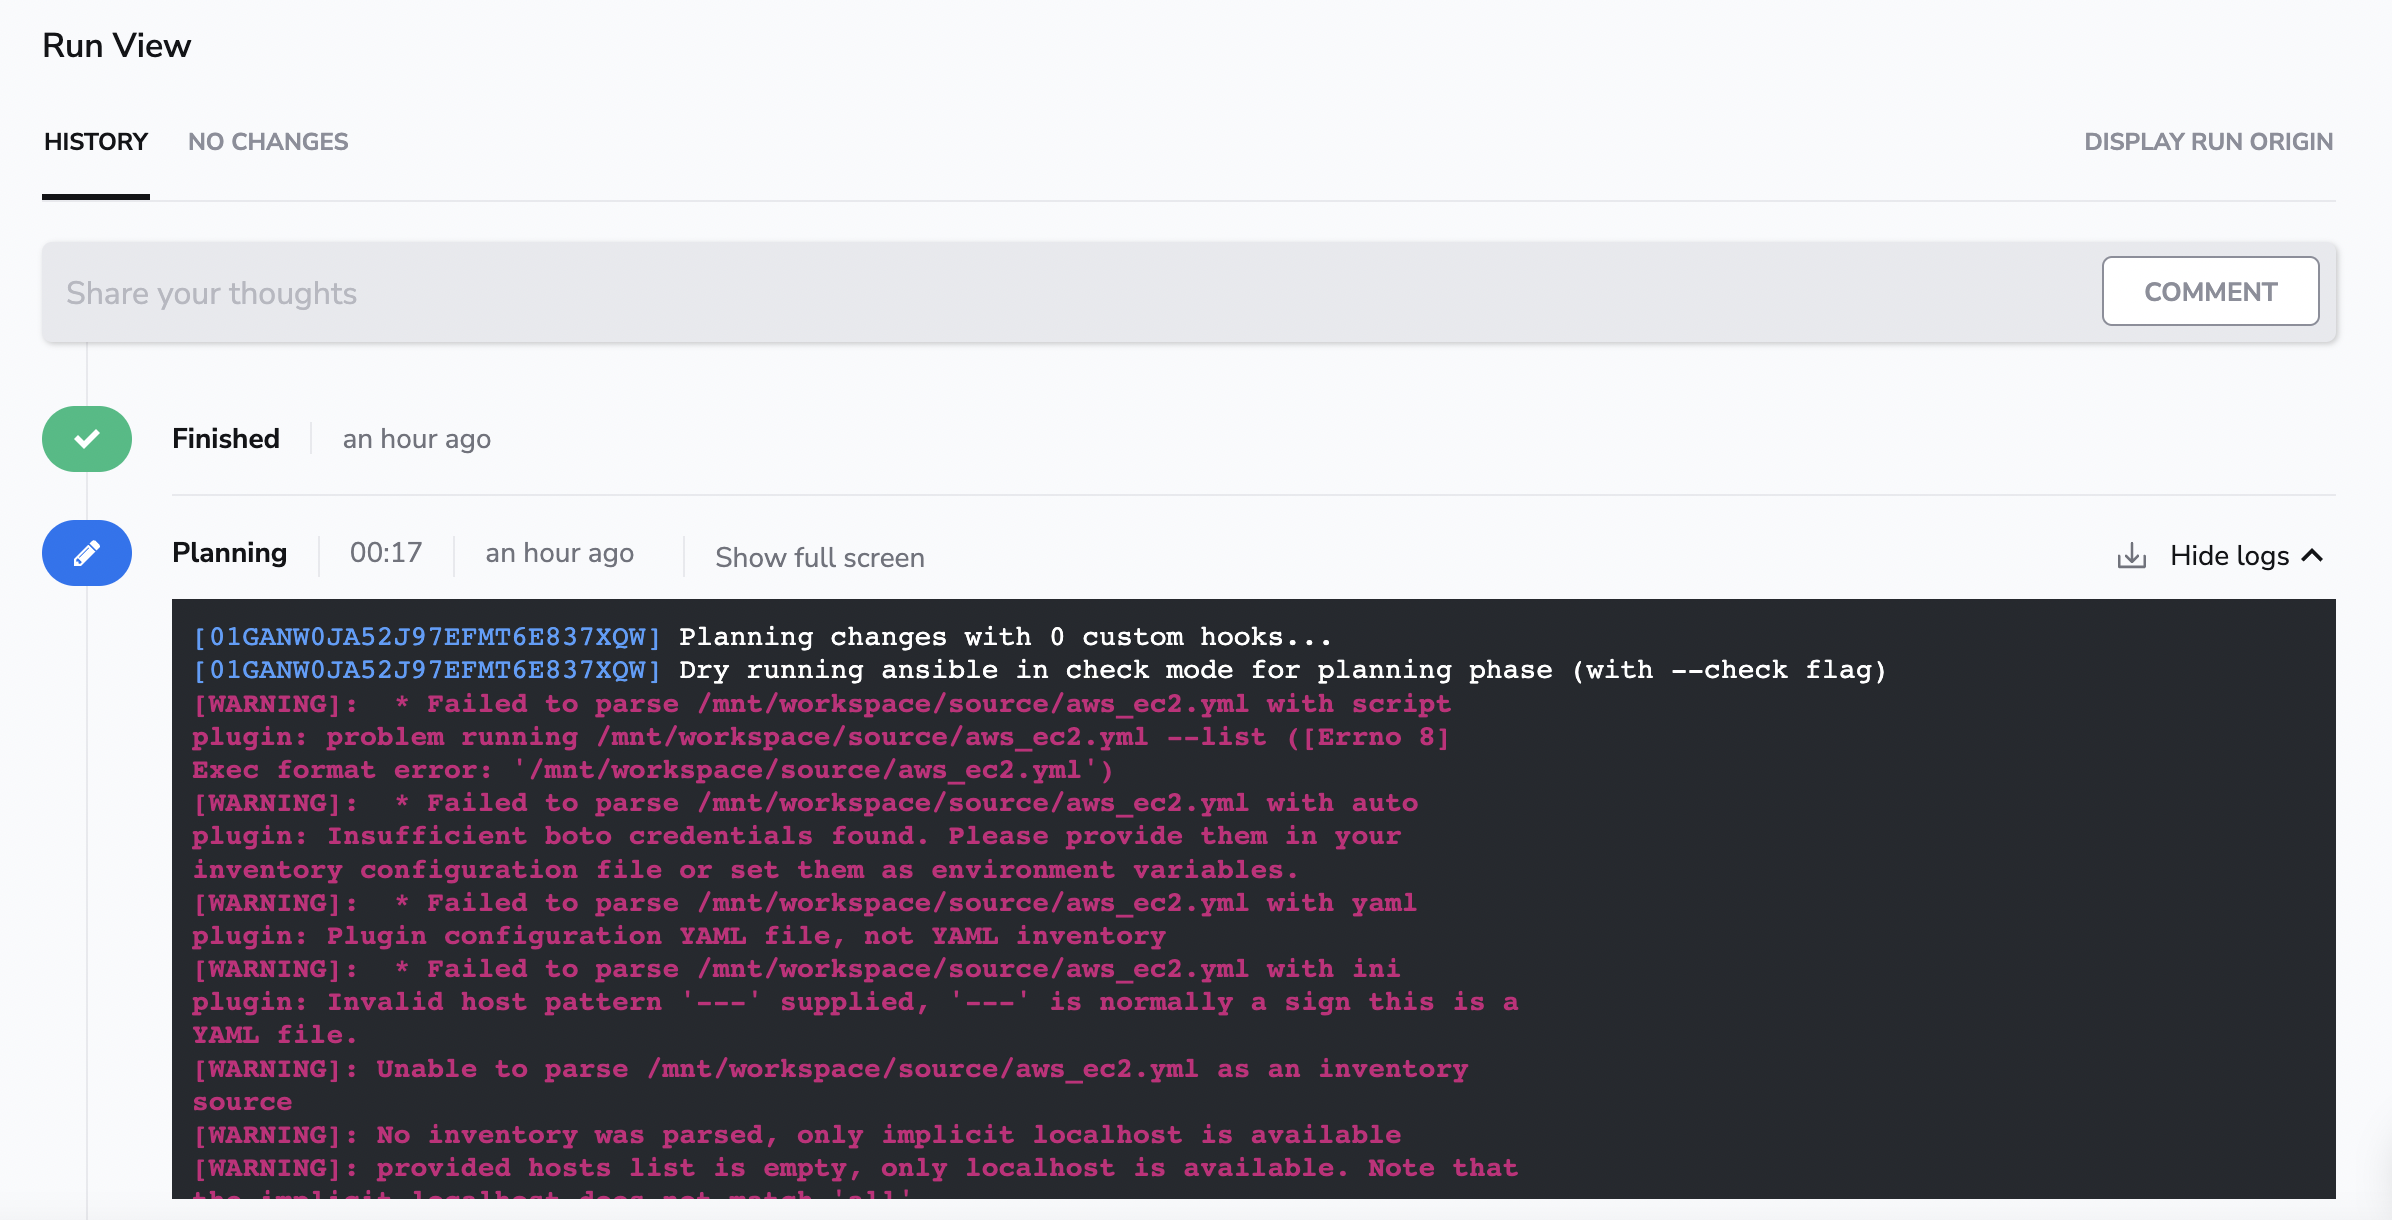 Run View
HISTORY NO CHANGES DISPLAY RUN ORIGIN
Share your thoughts COMMENT
Finished an hour ago
Planning 00:17 an hour ago Show full screen Hide logs
[01GANW0JA52J97EFMT6E837XQW] Planning changes with 0 custom hooks...
[01GANW0JA52J97EFMT6E837XQW] Dry running ansible in check mode for planning phase (with --check flag)
[WARNING]:  * Failed to parse /mnt/workspace/source/aws_ec2.yml with script
plugin: problem running /mnt/workspace/source/aws_ec2.yml --list ([Errno 8]
Exec format error: '/mnt/workspace/source/aws_ec2.yml')
[WARNING]:  * Failed to parse /mnt/workspace/source/aws_ec2.yml with auto
plugin: Insufficient boto credentials found. Please provide them in your
inventory configuration file or set them as environment variables.
[WARNING]:  * Failed to parse /mnt/workspace/source/aws_ec2.yml with yaml
plugin: Plugin configuration YAML file, not YAML inventory
[WARNING]:  * Failed to parse /mnt/workspace/source/aws_ec2.yml with ini
plugin: Invalid host pattern '---' supplied, '---' is normally a sign this is a
YAML file.
[WARNING]: Unable to parse /mnt/workspace/source/aws_ec2.yml as an inventory
source
[WARNING]: No inventory was parsed, only implicit localhost is available
[WARNING]: provided hosts list is empty, only localhost is available. Note that
the implicit localhost does not match 'all'